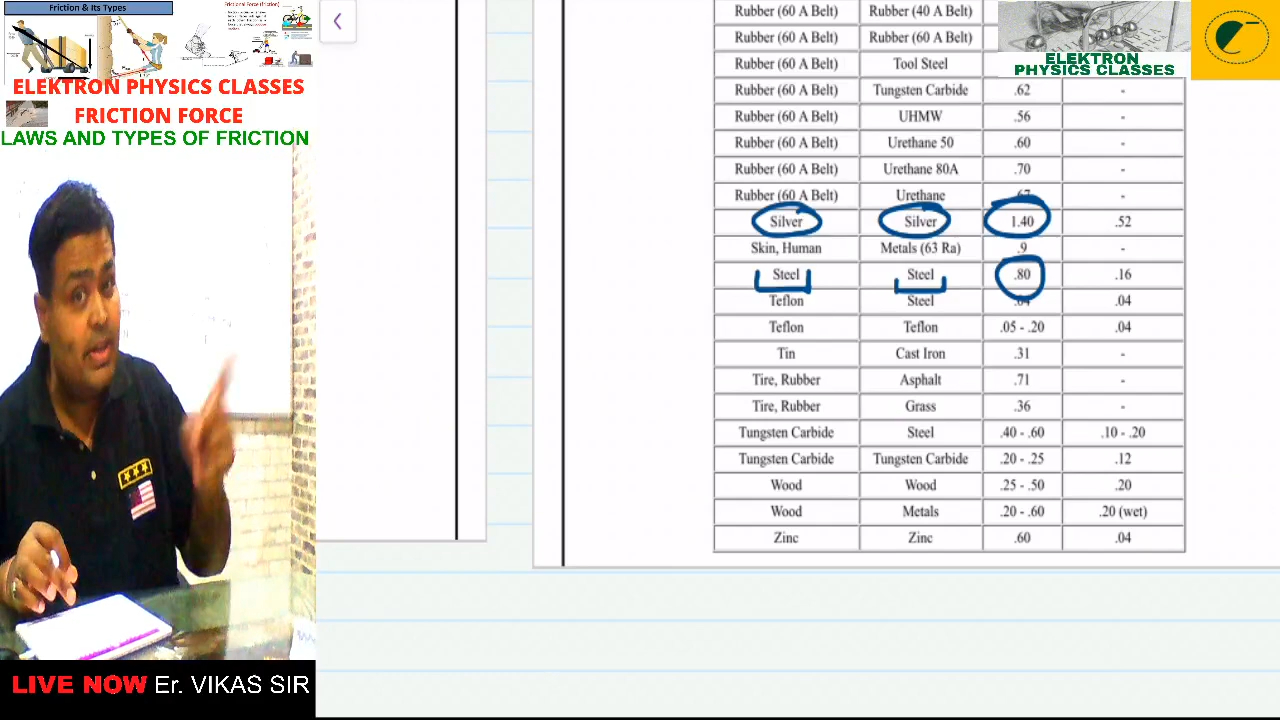 Friction & Its Types
Frictional Force (friction)
ELEKTRON PHYSICS CLASSES
FRICTION FORCE
LAWS AND TYPES OF FRICTION
Rubber (60 A Belt) Rubber (40 A Belt)
Rubber (60 A Belt) Rubber (60 A Belt)
Rubber (60 A Belt) Tool Steel
Rubber (60 A Belt) Tungsten Carbide .62 -
Rubber (60 A Belt) UHMW .56 -
Rubber (60 A Belt) Urethane 50 .60 -
Rubber (60 A Belt) Urethane 80A .70 -
Rubber (60 A Belt) Urethane -
Silver Silver 1.40 .52
Skin, Human Metals (63 Ra) .9 -
Steel Steel .80 .16
Teflon Steel .04
Teflon Teflon .05 - .20 .04
Tin Cast Iron .31 -
Tire, Rubber Asphalt .71 -
Tire, Rubber Grass .36 -
Tungsten Carbide Steel .40 - .60 .10 - .20
Tungsten Carbide Tungsten Carbide .20 - .25 .12
Wood Wood .25 - .50 .20
Wood Metals .20 - .60 .20 (wet)
Zinc Zinc .60 .04
ELEKTRON
PHYSICS CLASSES
LIVE NOW Er. VIKAS SIR